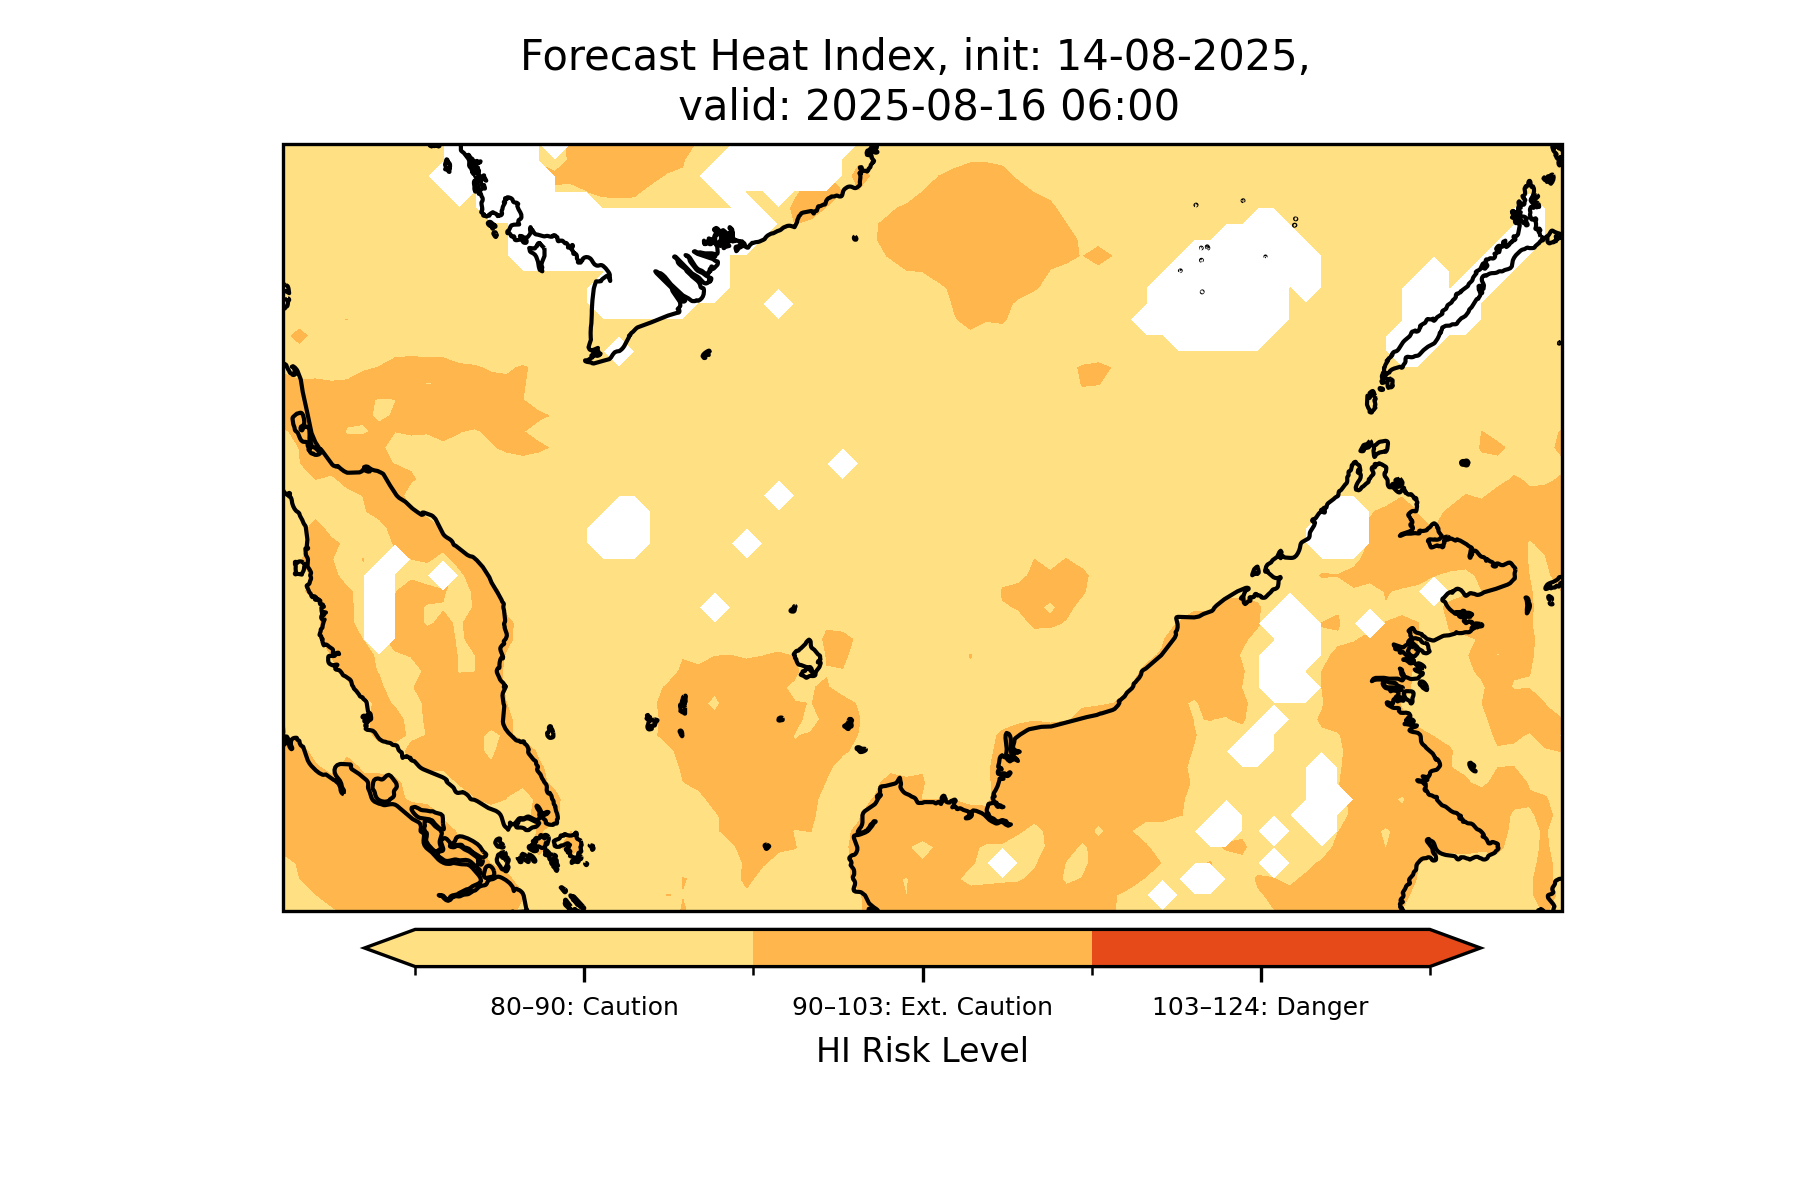 Forecast Heat Index, init: 14-08-2025,
valid: 2025-08-16 06:00
80–90: Caution
90–103: Ext. Caution
103–124: Danger
HI Risk Level